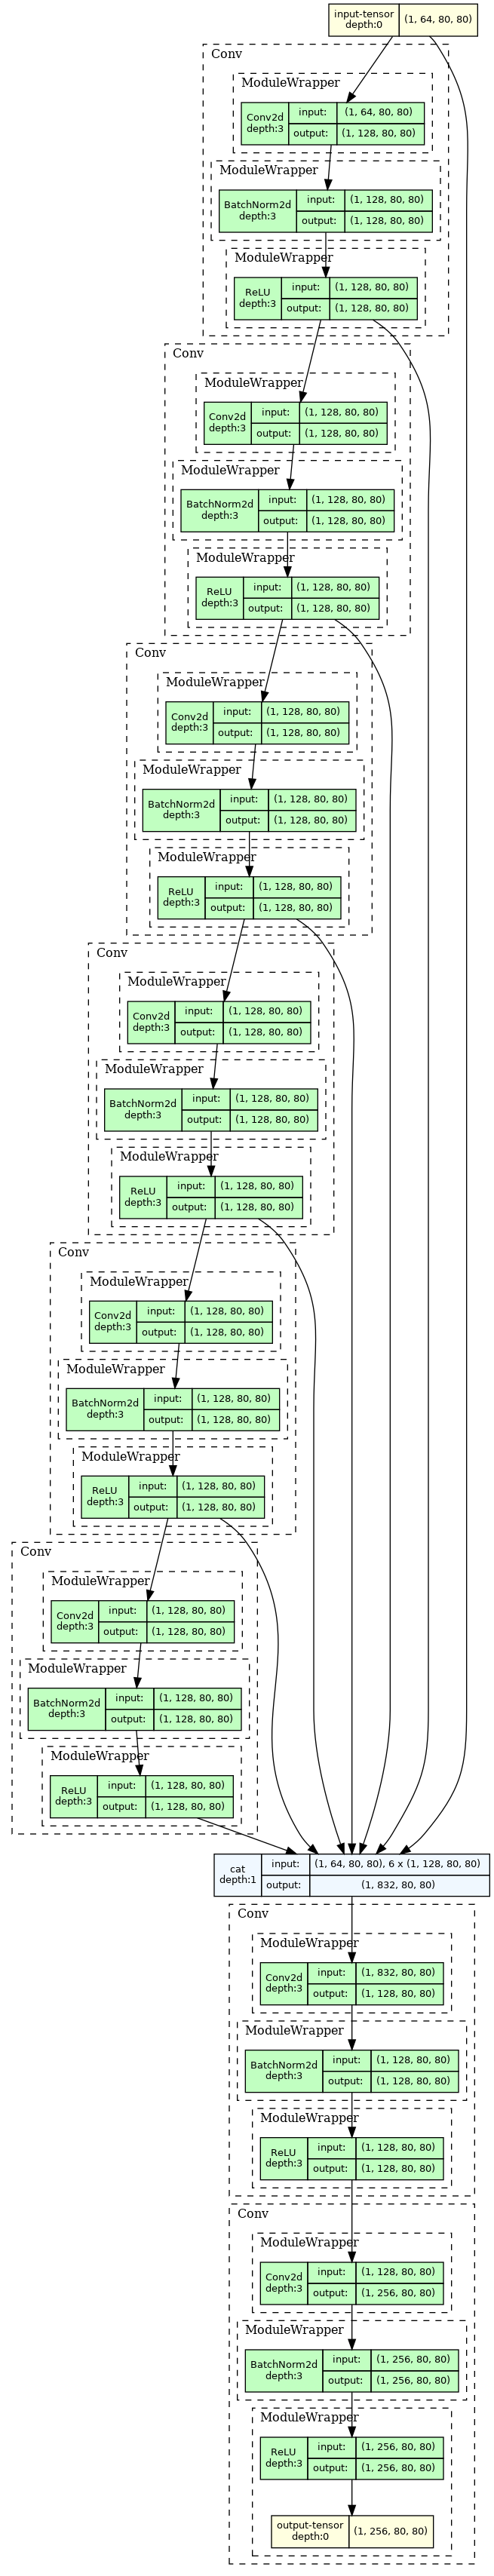 input-tensor
depth:0
(1, 64, 80, 80)
Conv
ModuleWrapper
Conv2d
depth:3
input:
(1, 64, 80, 80)
output:
(1, 128, 80, 80)
ModuleWrapper
BatchNorm2d
depth:3
input:
(1, 128, 80, 80)
output:
(1, 128, 80, 80)
ModuleWrapper
ReLU
depth:3
input:
(1, 128, 80, 80)
output:
(1, 128, 80, 80)
Conv
ModuleWrapper
Conv2d
depth:3
input:
(1, 128, 80, 80)
output:
(1, 128, 80, 80)
ModuleWrapper
BatchNorm2d
depth:3
input:
(1, 128, 80, 80)
output:
(1, 128, 80, 80)
ModuleWrapper
ReLU
depth:3
input:
(1, 128, 80, 80)
output:
(1, 128, 80, 80)
Conv
ModuleWrapper
Conv2d
depth:3
input:
(1, 128, 80, 80)
output:
(1, 128, 80, 80)
ModuleWrapper
BatchNorm2d
depth:3
input:
(1, 128, 80, 80)
output:
(1, 128, 80, 80)
ModuleWrapper
ReLU
depth:3
input:
(1, 128, 80, 80)
output:
(1, 128, 80, 80)
Conv
ModuleWrapper
Conv2d
depth:3
input:
(1, 128, 80, 80)
output:
(1, 128, 80, 80)
ModuleWrapper
BatchNorm2d
depth:3
input:
(1, 128, 80, 80)
output:
(1, 128, 80, 80)
ModuleWrapper
ReLU
depth:3
input:
(1, 128, 80, 80)
output:
(1, 128, 80, 80)
Conv
ModuleWrapper
Conv2d
depth:3
input:
(1, 128, 80, 80)
output:
(1, 128, 80, 80)
ModuleWrapper
BatchNorm2d
depth:3
input:
(1, 128, 80, 80)
output:
(1, 128, 80, 80)
ModuleWrapper
ReLU
depth:3
input:
(1, 128, 80, 80)
output:
(1, 128, 80, 80)
Conv
ModuleWrapper
Conv2d
depth:3
input:
(1, 128, 80, 80)
output:
(1, 128, 80, 80)
ModuleWrapper
BatchNorm2d
depth:3
input:
(1, 128, 80, 80)
output:
(1, 128, 80, 80)
ModuleWrapper
ReLU
depth:3
input:
(1, 128, 80, 80)
output:
(1, 128, 80, 80)
cat
depth:1
input:
(1, 64, 80, 80), 6 x (1, 128, 80, 80)
output:
(1, 832, 80, 80)
Conv
ModuleWrapper
Conv2d
depth:3
input:
(1, 832, 80, 80)
output:
(1, 128, 80, 80)
ModuleWrapper
BatchNorm2d
depth:3
input:
(1, 128, 80, 80)
output:
(1, 128, 80, 80)
ModuleWrapper
ReLU
depth:3
input:
(1, 128, 80, 80)
output:
(1, 128, 80, 80)
Conv
ModuleWrapper
Conv2d
depth:3
input:
(1, 128, 80, 80)
output:
(1, 256, 80, 80)
ModuleWrapper
BatchNorm2d
depth:3
input:
(1, 256, 80, 80)
output:
(1, 256, 80, 80)
ModuleWrapper
ReLU
depth:3
input:
(1, 256, 80, 80)
output:
(1, 256, 80, 80)
output-tensor
depth:0
(1, 256, 80, 80)